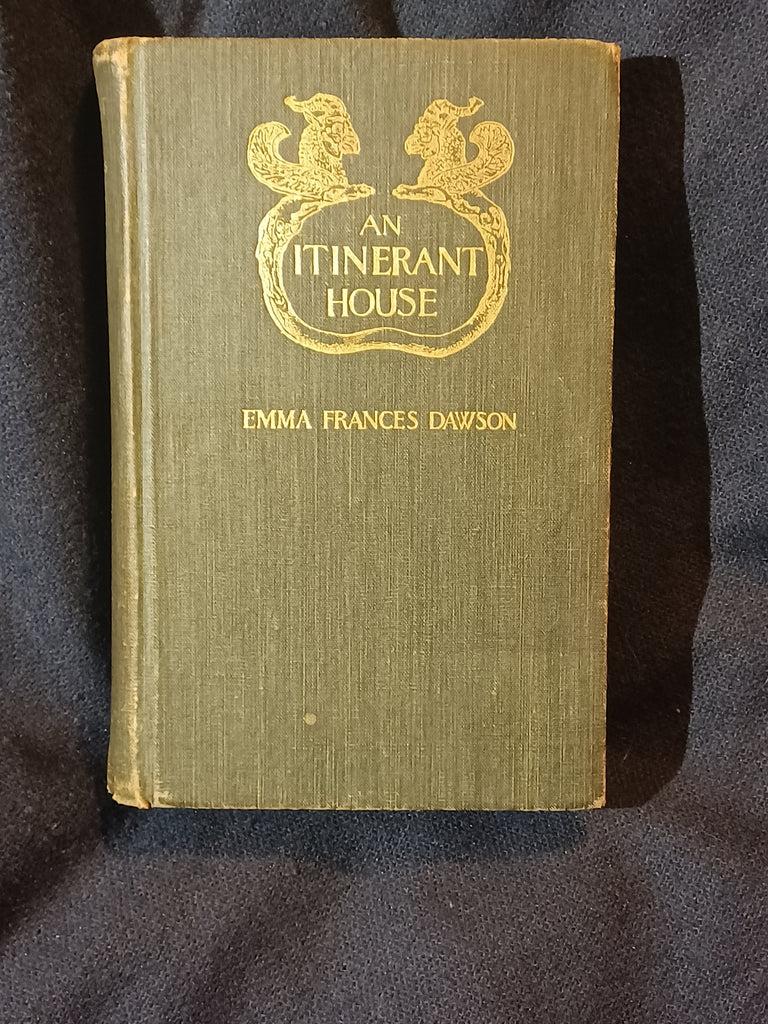 AN
ITINERANT
HOUSE
EMMA FRANCES DAWSON